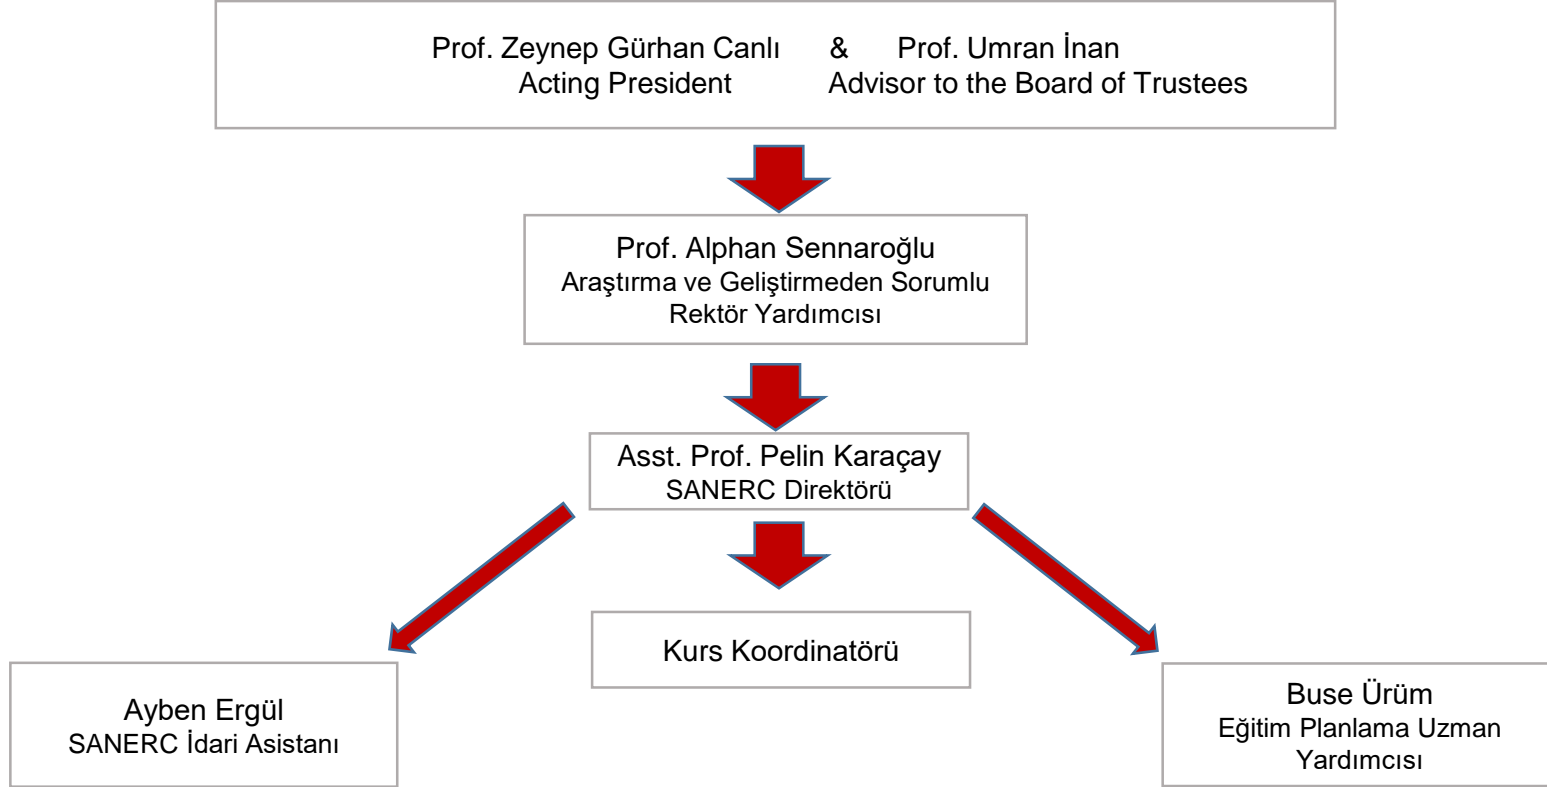 Prof. Zeynep Gürhan Canlı & Prof. Umran İnan
Acting President Advisor to the Board of Trustees
Prof. Alphan Sennaroğlu
Araştırma ve Geliştirmeden Sorumlu
Rektör Yardımcısı
Asst. Prof. Pelin Karaçay
SANERC Direktörü
Kurs Koordinatörü
Ayben Ergül
SANERC İdari Asistanı
Buse Ürüm
Eğitim Planlama Uzman
Yardımcısı